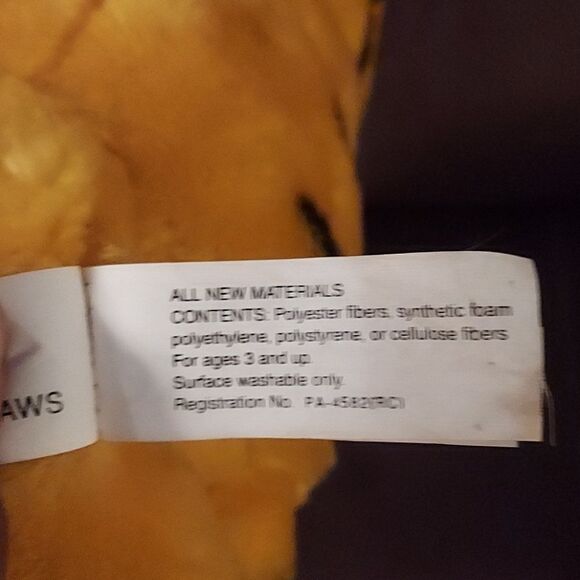 AWS
ALL NEW MATERIALS
CONTENTS: Polyester fibers, synthetic foam
polyethylene, polystyrene, or cellulose fibers
For ages 3 and up.
Surface washable only.
Registration No. PA-4582(RC)